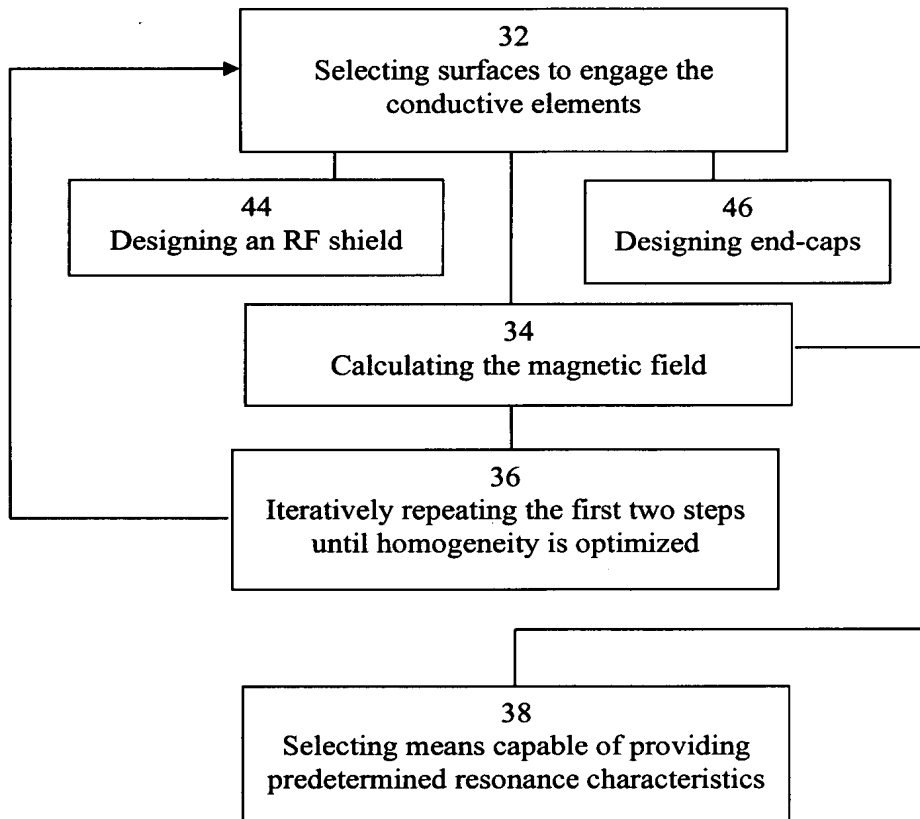 32
Selecting surfaces to engage the
conductive elements
44
Designing an RF shield
46
Designing end-caps
34
Calculating the magnetic field
36
Iteratively repeating the first two steps
until homogeneity is optimized
38
Selecting means capable of providing
predetermined resonance characteristics